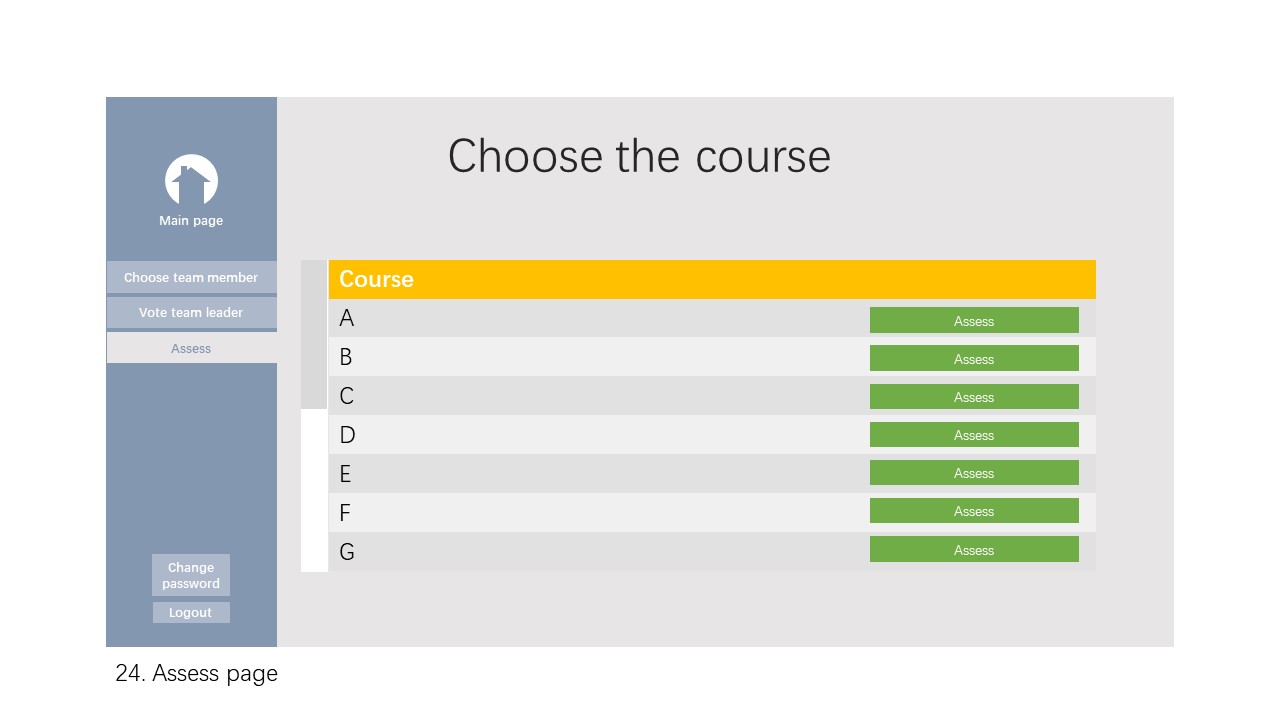 Choose the course
Main page
Choose team member
Vote team leader
Assess
Change
password
Logout
Course
A Assess
B Assess
C Assess
D Assess
E Assess
F Assess
G Assess
24. Assess page